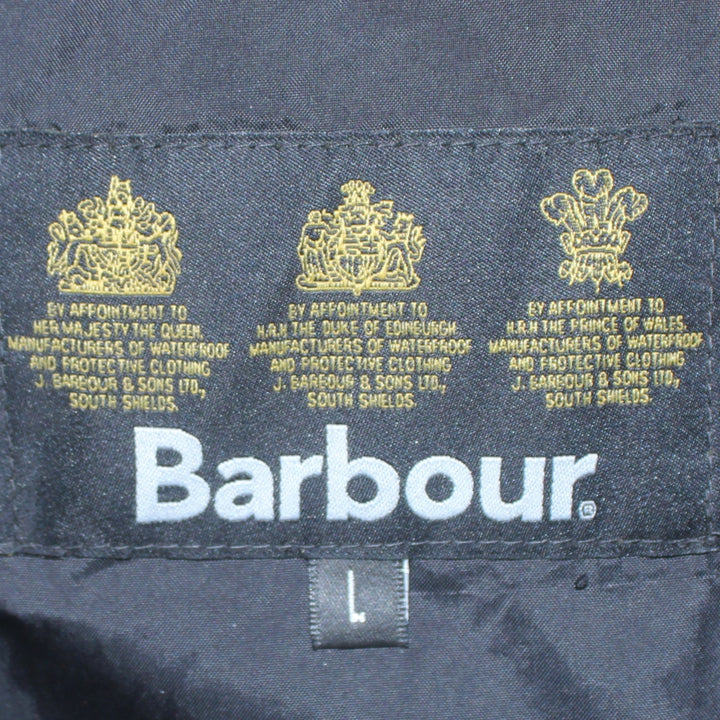 BY APPOINTMENT TO
HER MAJESTY THE QUEEN.
MANUFACTURERS OF WATERPROOF
AND PROTECTIVE CLOTHING
J. BARBOUR & SONS LTD.,
SOUTH SHIELDS.
BY APPOINTMENT TO
H.R.H THE DUKE OF EDINBURGH.
MANUFACTURERS OF WATERPROOF
AND PROTECTIVE CLOTHING
J. BARBOUR & SONS LTD.,
SOUTH SHIELDS.
BY APPOINTMENT TO
H.R.H THE PRINCE OF WALES.
MANUFACTURERS OF WATERPROOF
AND PROTECTIVE CLOTHING
J. BARBOUR & SONS LTD.,
SOUTH SHIELDS.
Barbour®
L